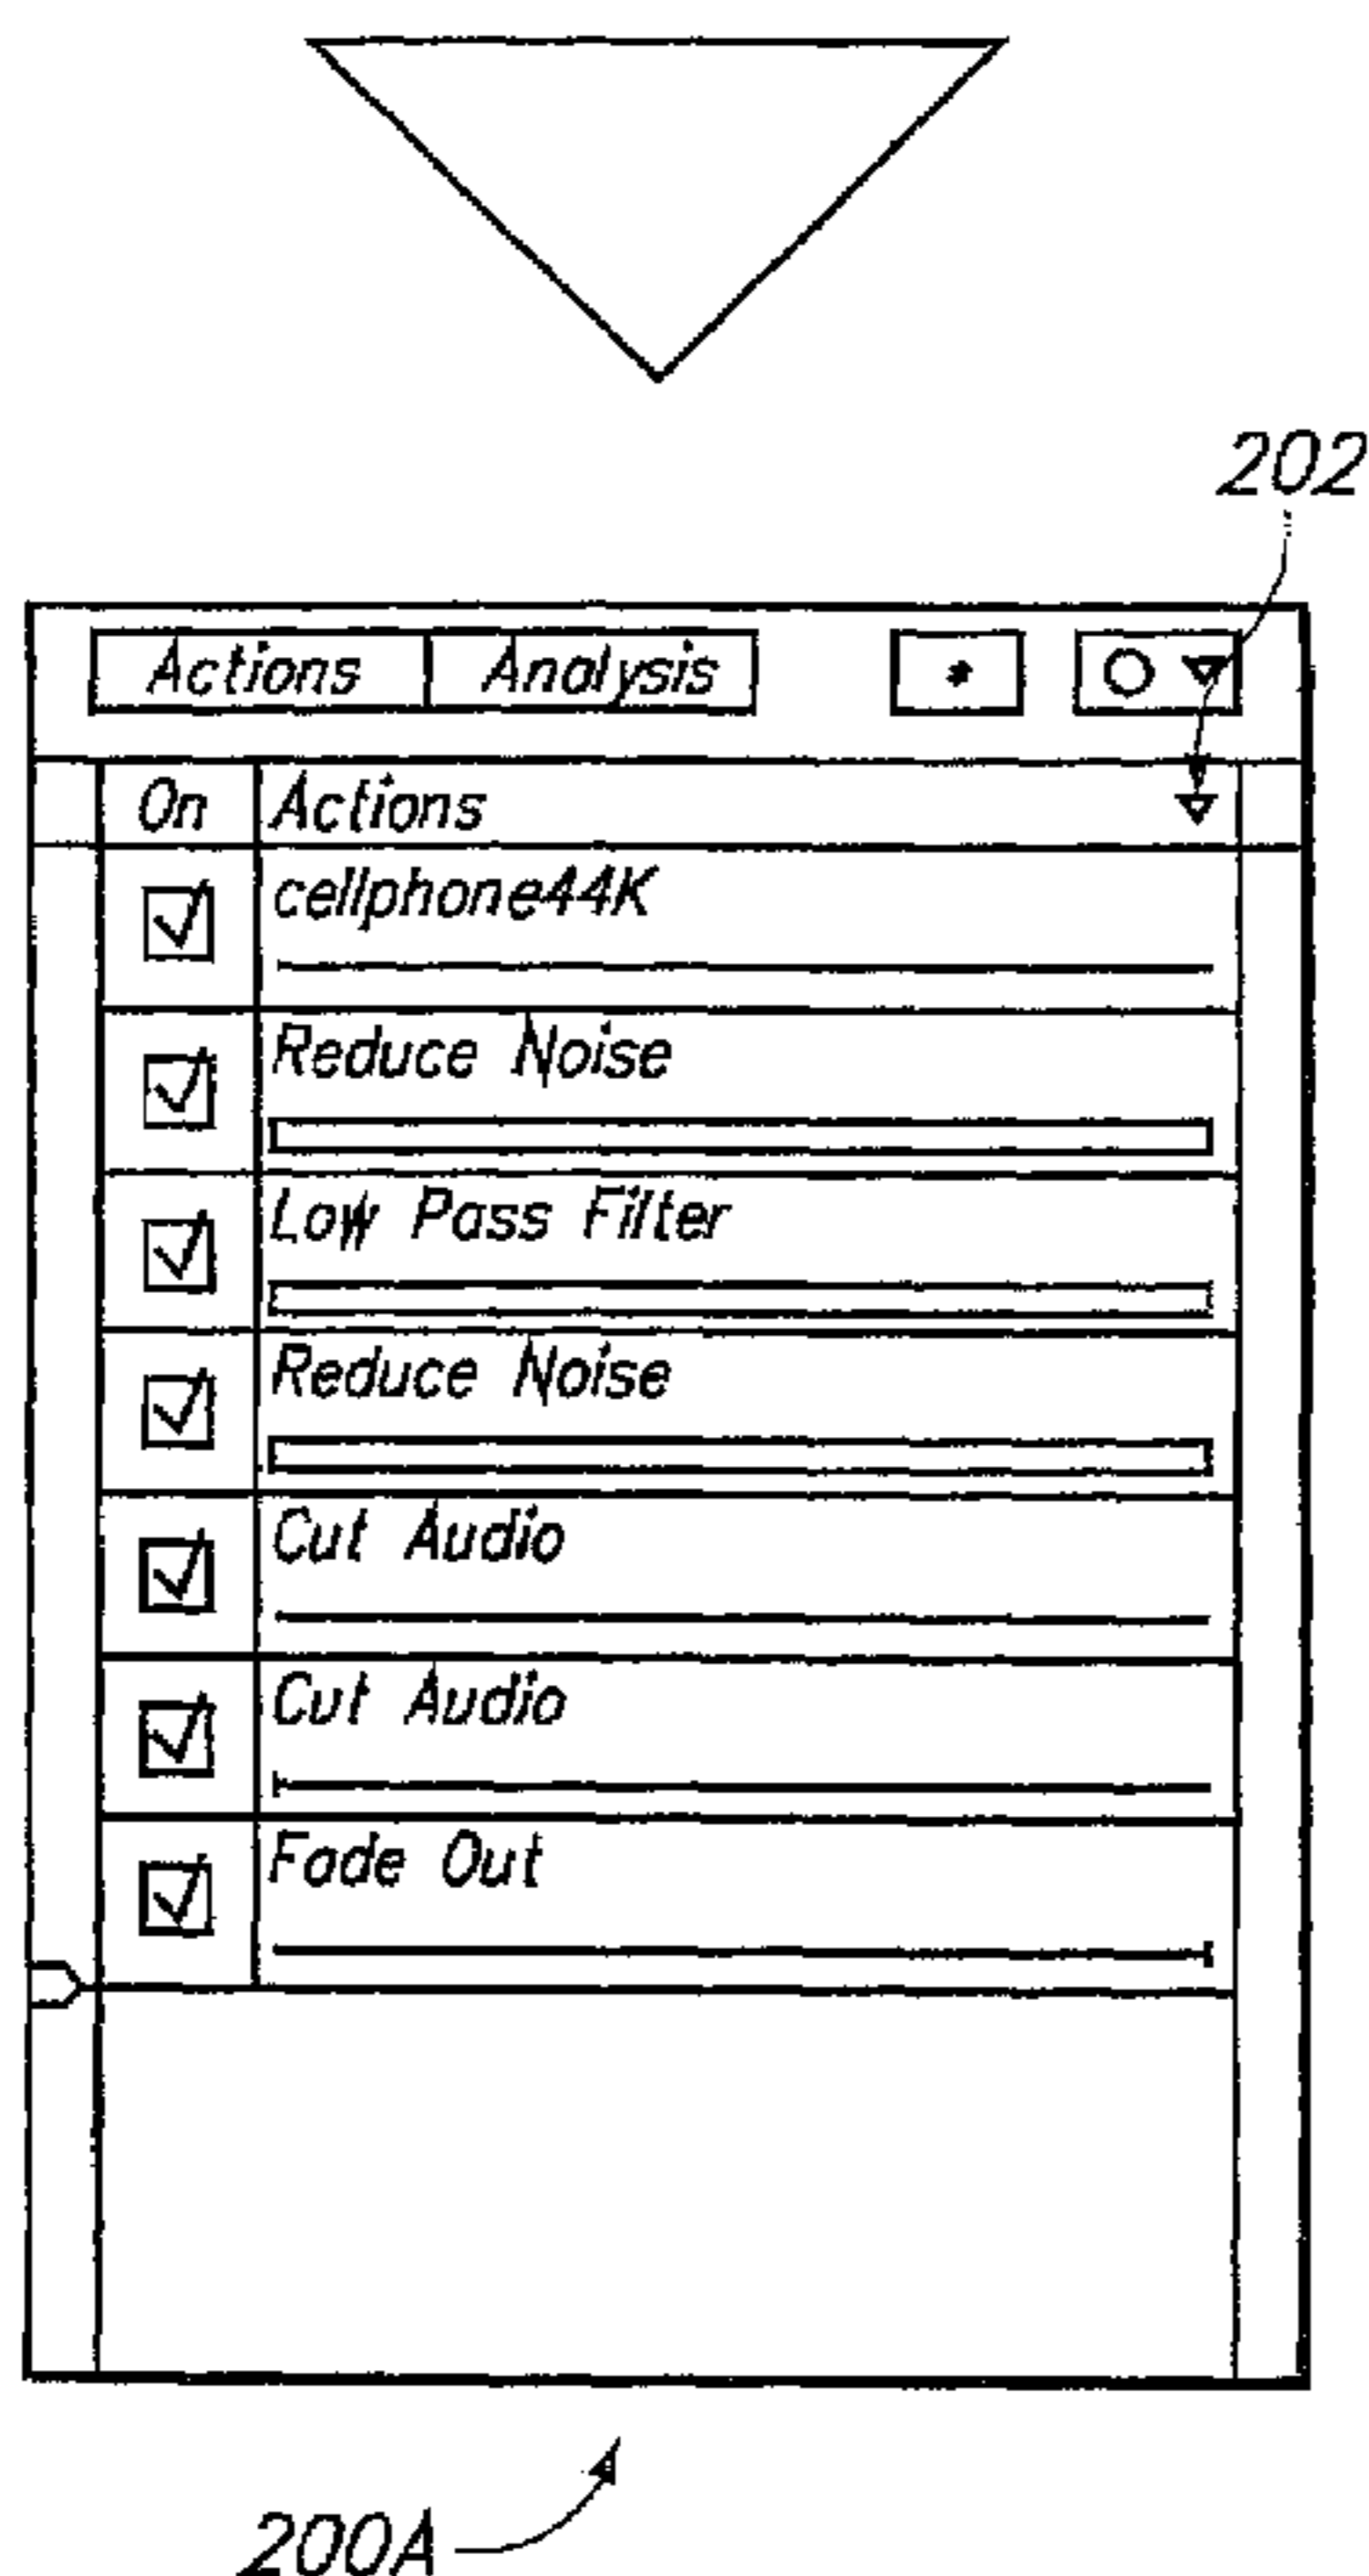 202
Actions Analysis
On Actions
cellphone44K
Reduce Noise
Low Pass Filter
Reduce Noise
Cut Audio
Cut Audio
Fade Out
200A